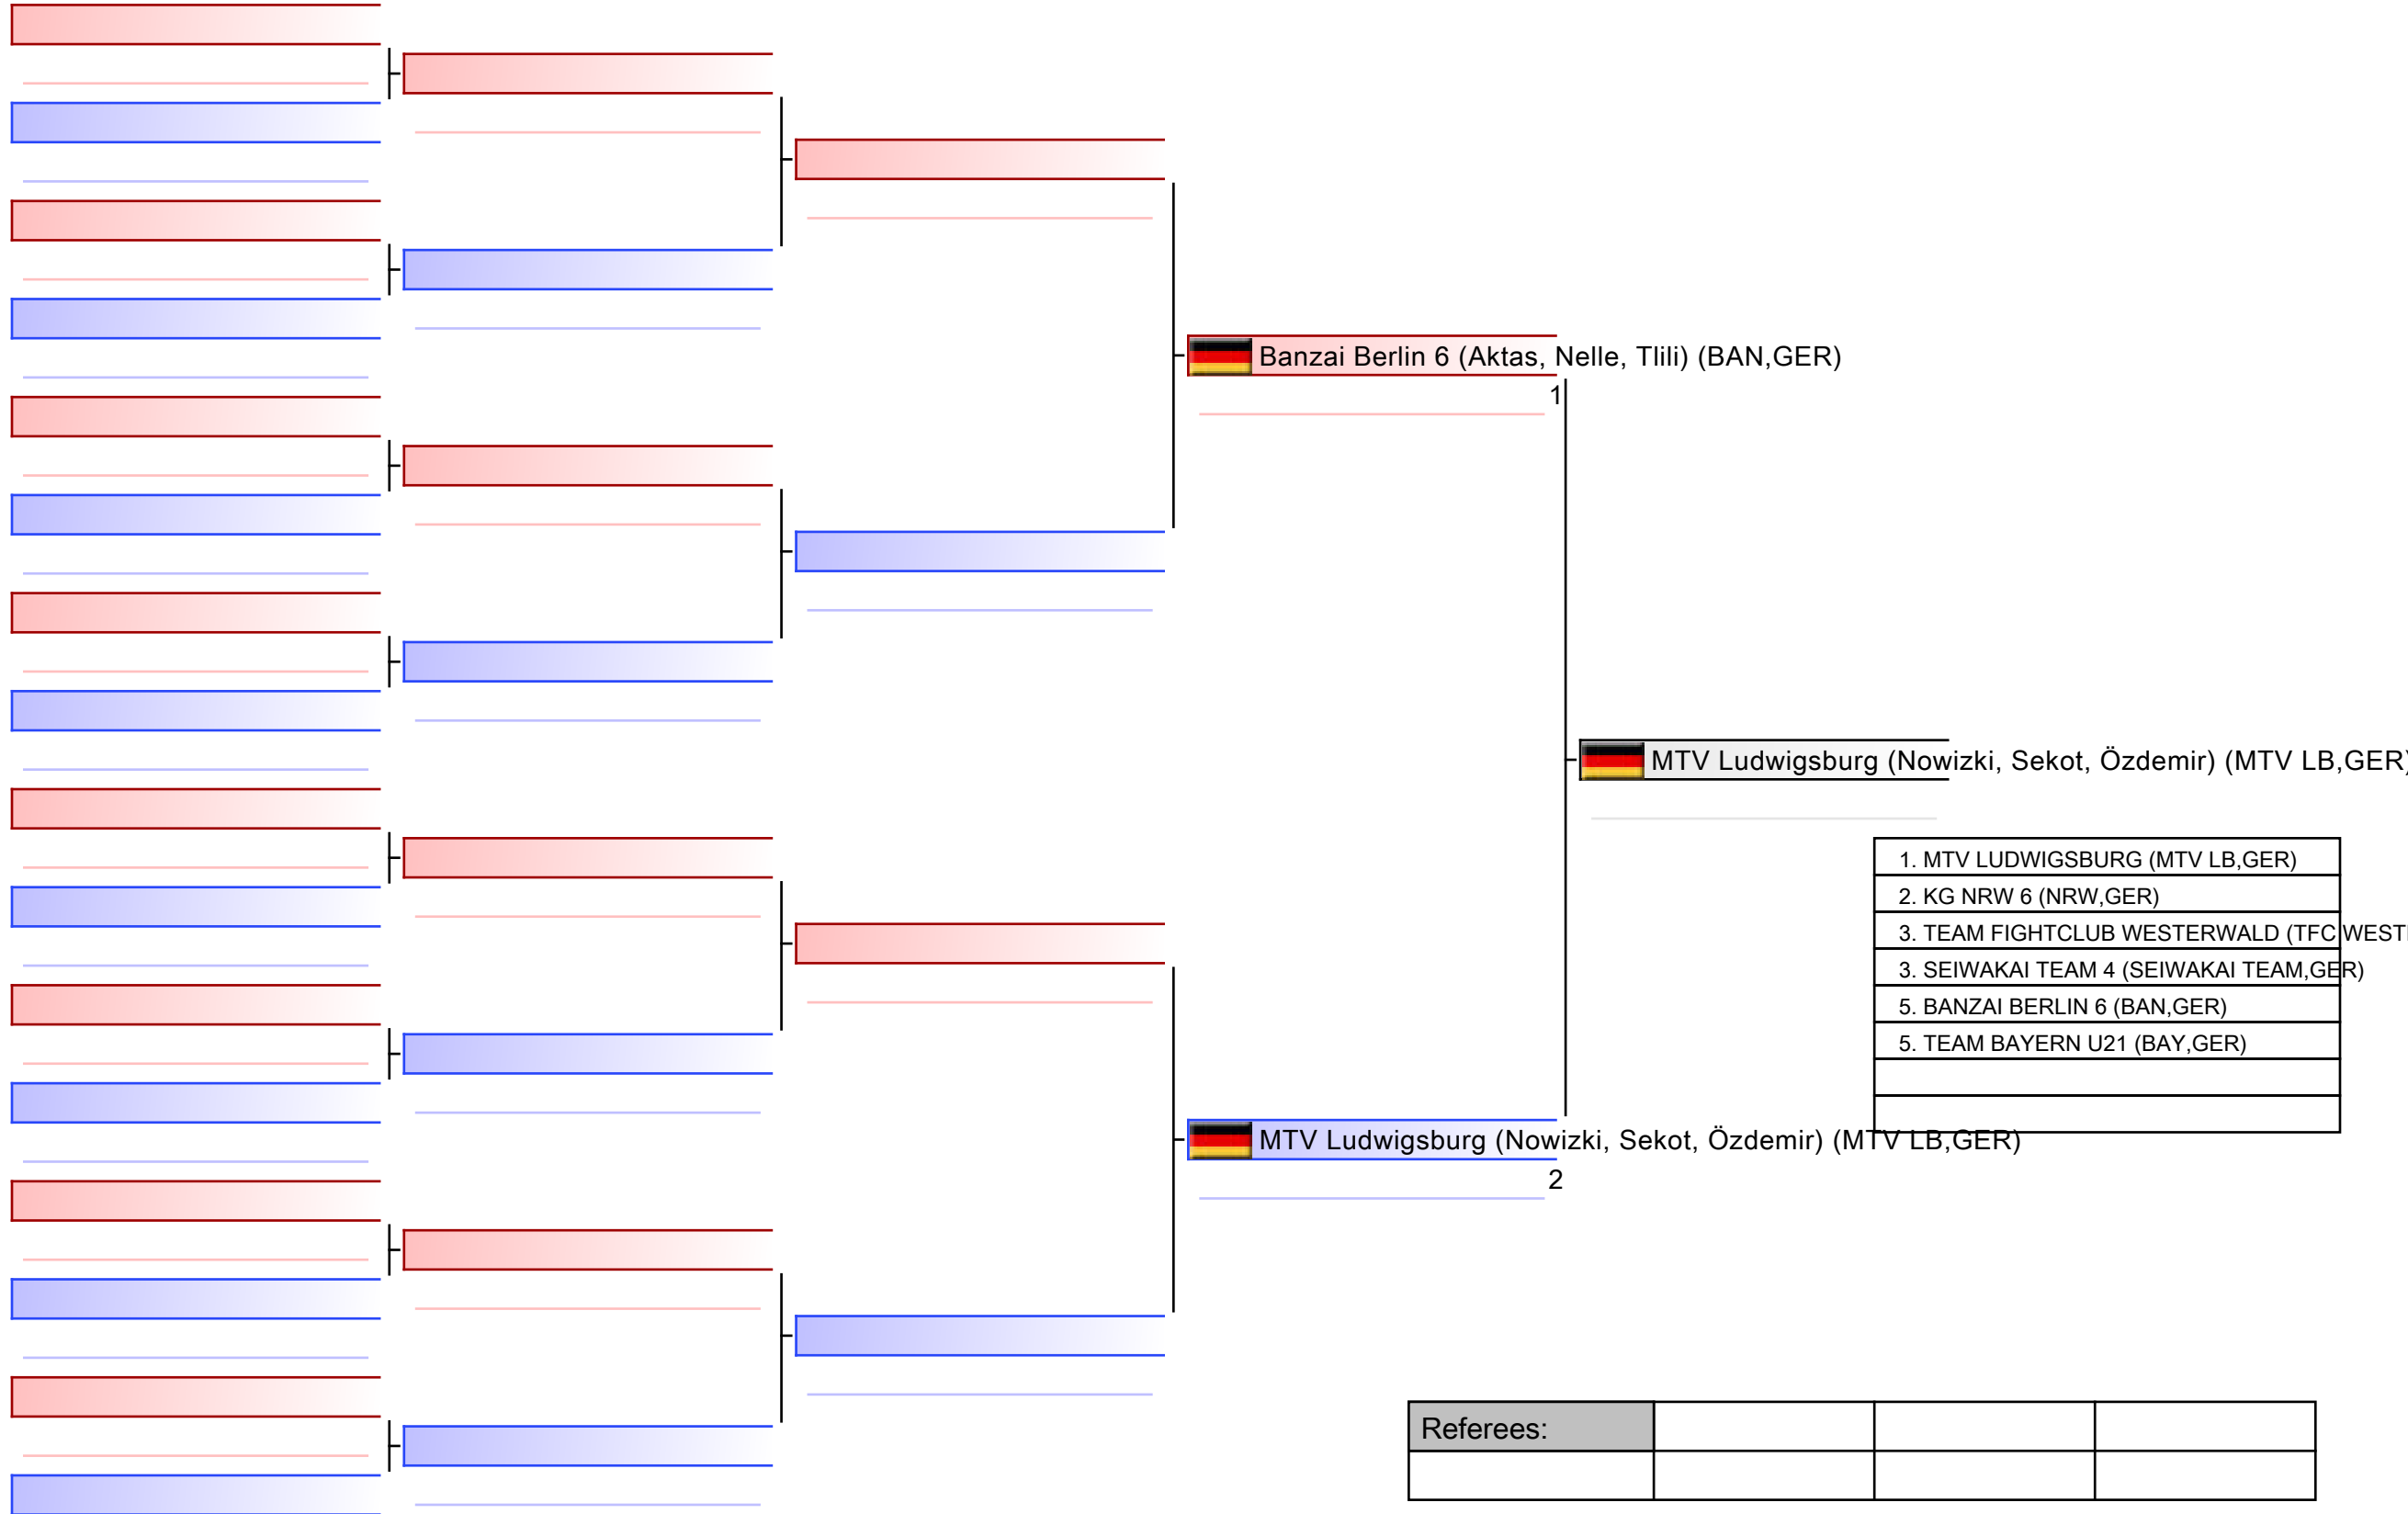 Banzai Berlin 6 (Aktas, Nelle, Tlili) (BAN,GER)
1
MTV Ludwigsburg (Nowizki, Sekot, Özdemir) (MTV LB,GER)
1. MTV LUDWIGSBURG (MTV LB,GER)
2. KG NRW 6 (NRW,GER)
3. TEAM FIGHTCLUB WESTERWALD (TFC
3. SEIWAKAI TEAM 4 (SEIWAKAI TEAM,GER)
5. BANZAI BERLIN 6 (BAN,GER)
5. TEAM BAYERN U21 (BAY,GER)
MTV Ludwigsburg (Nowizki, Sekot, Özdemir) (MTV LB,GER)
2
Referees: